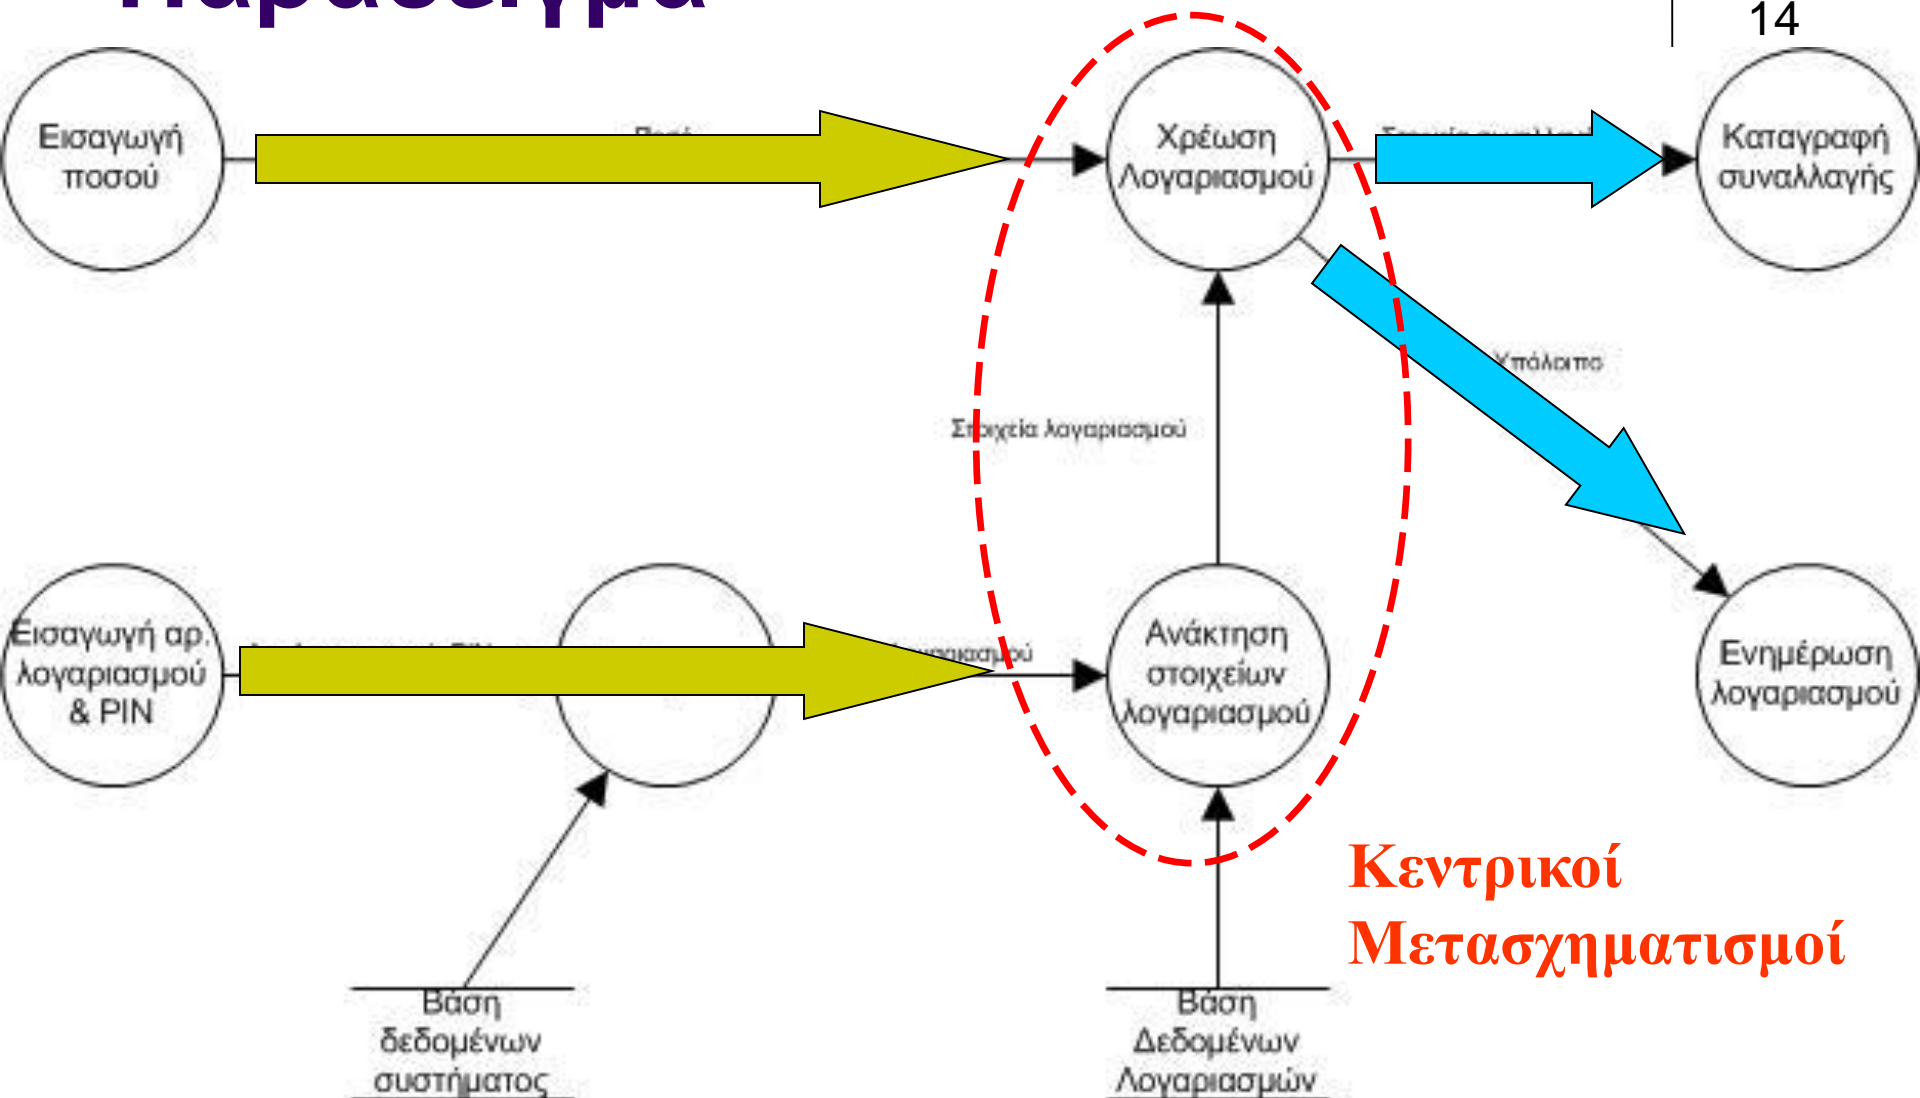 Παράδειγμα
14
Εισαγωγή
ποσού
Χρέωση
Λογαριασμού
Καταγραφή
συναλλαγής
Υπόλοιπο
Στοιχεία λογαριασμού
Εισαγωγή αρ.
λογαριασμού
& PIN
Ανάκτηση
στοιχείων
λογαριασμού
Ενημέρωση
λογαριασμού
Κεντρικοί
Μετασχηματισμοί
Βάση
δεδομένων
συστήματος
Βάση
Δεδομένων
Λογαριασμών